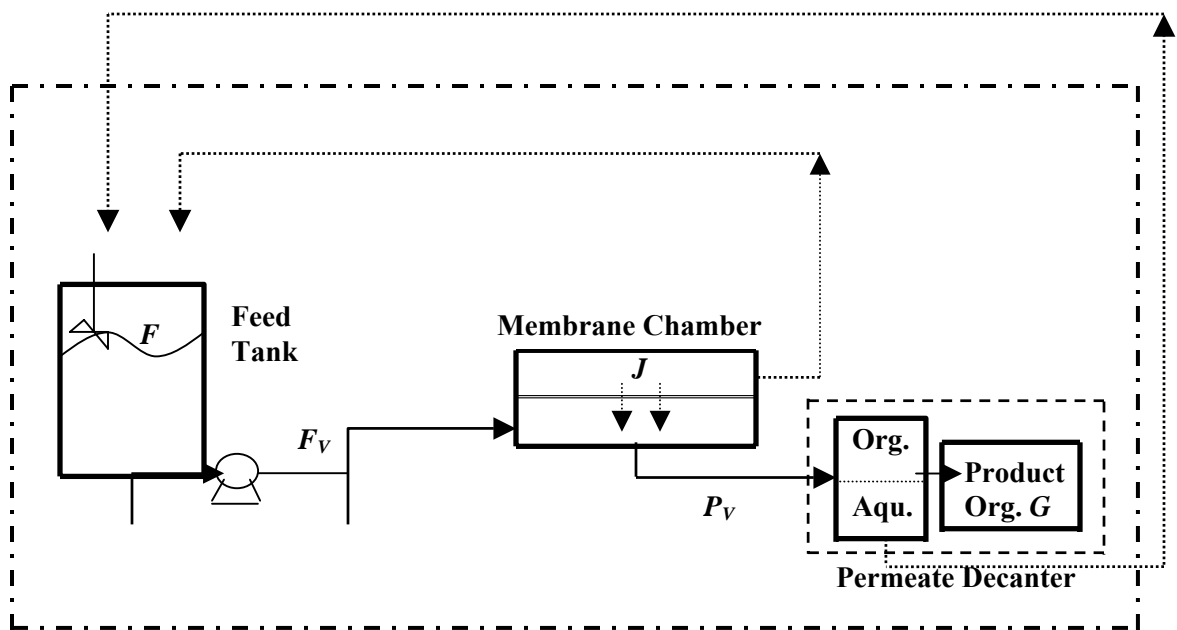 F
Feed
Tank
F_V
Membrane Chamber
J
P_V
Org.
Aqu.
Product
Org. G
Permeate Decanter